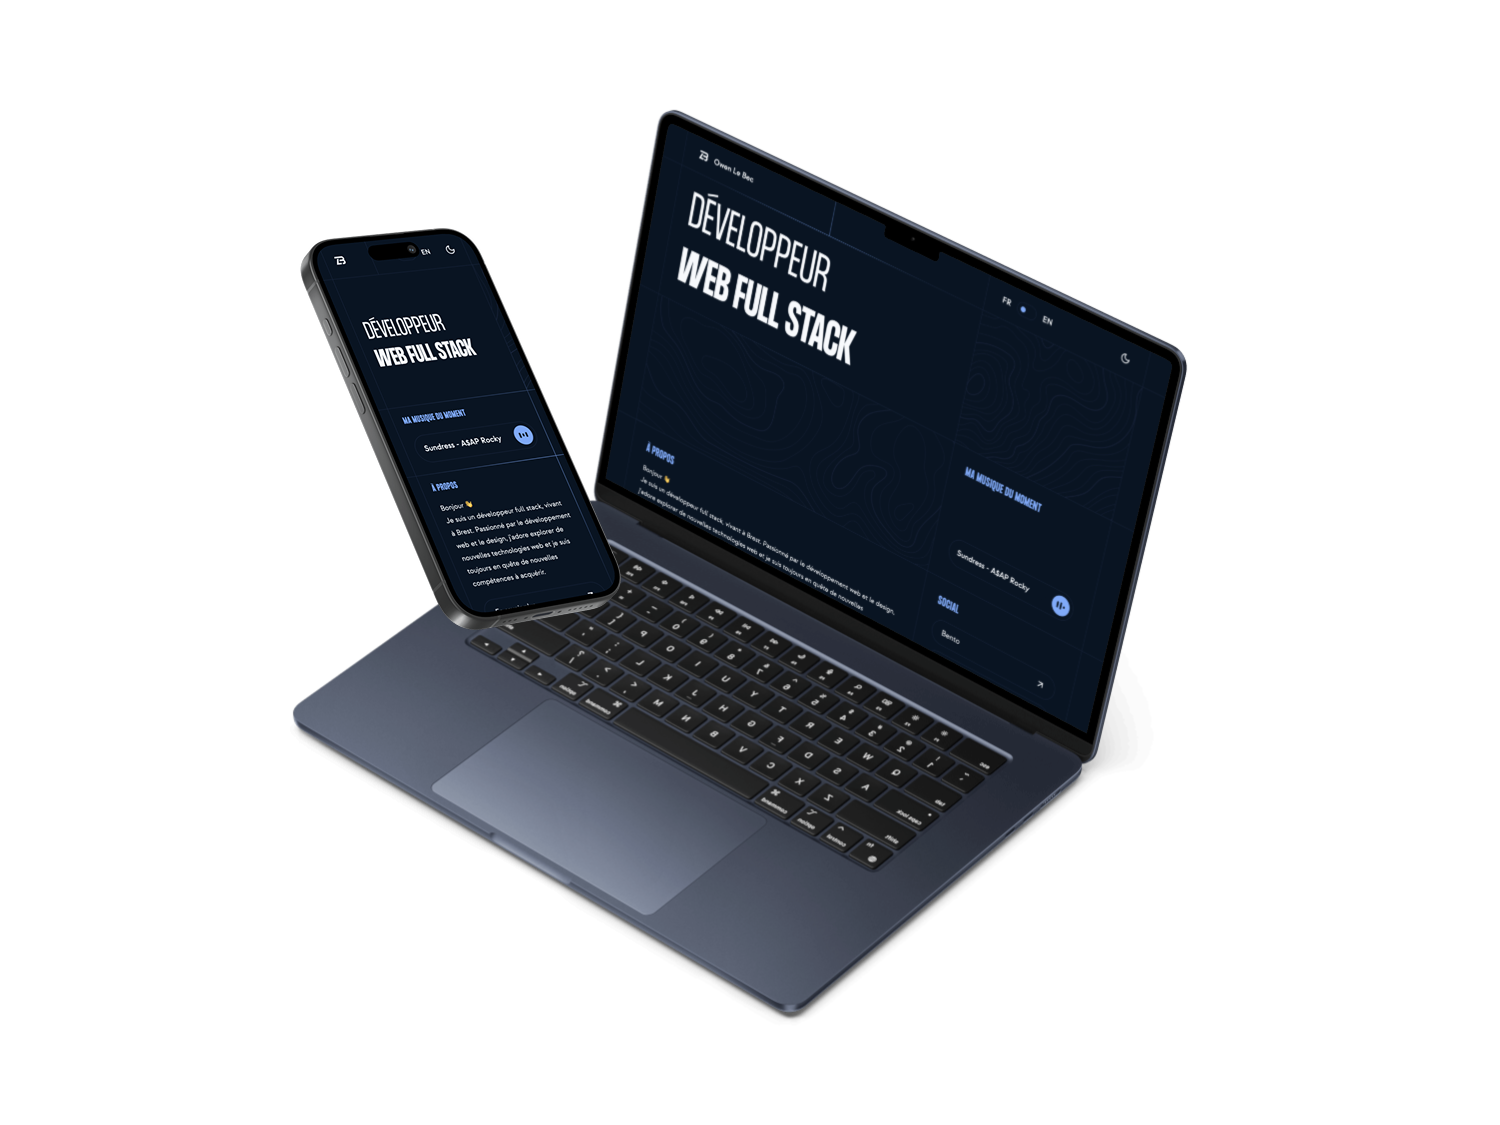 EN
DÉVELOPPEUR
WEB FULL STACK
MA MUSIQUE DU MOMENT
Sundress - A$AP Rocky
À PROPOS
Bonjour 👋
Je suis un développeur full stack, vivant
à Brest. Passionné par le développement
web et le design, j'adore explorer de
nouvelles technologies web et je suis
toujours en quête de nouvelles
compétences à acquérir.
Owen Le Bec
DÉVELOPPEUR
WEB FULL STACK
FR
EN
À PROPOS
Bonjour 👋
Je suis un développeur full stack, vivant à Brest. Passionné par le développement web et le design,
j'adore explorer de nouvelles technologies web et je suis toujours en quête de nouvelles
MA MUSIQUE DU MOMENT
Sundress - A$AP Rocky
SOCIAL
Bento